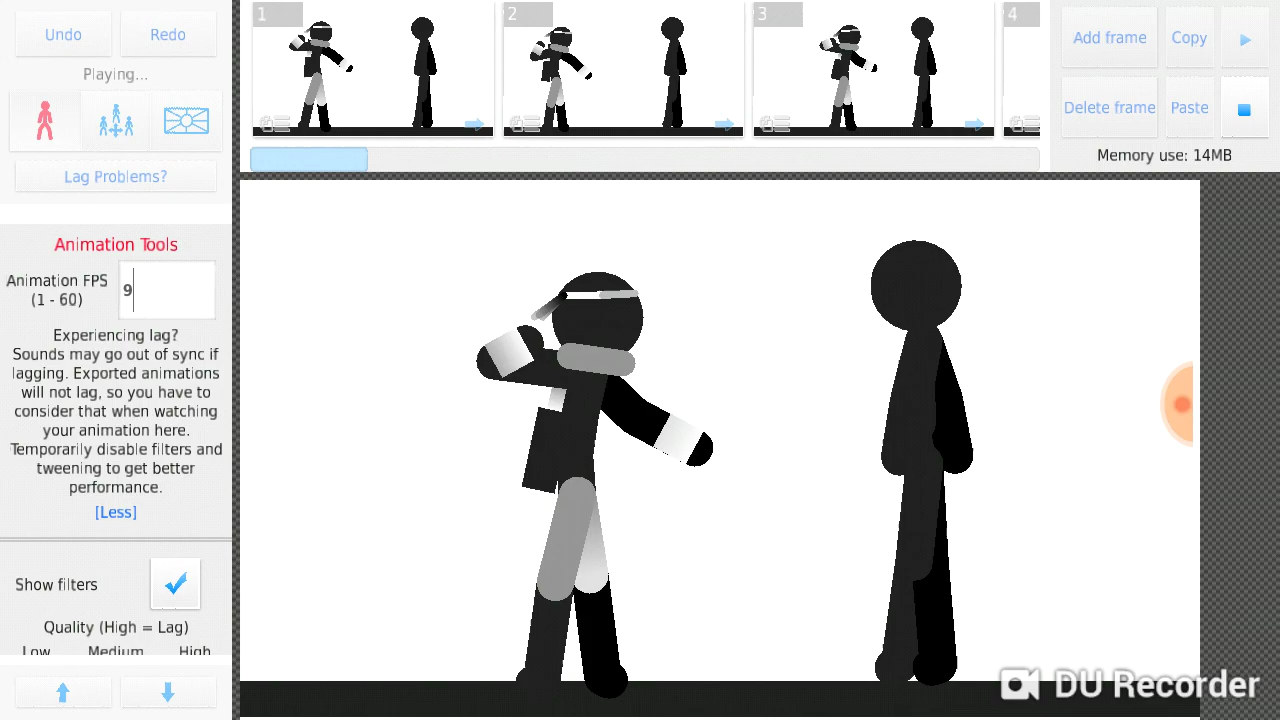 Undo
Redo
Playing...
Lag Problems?
1
2
3
4
Add frame
Copy
Delete frame
Paste
Memory use: 14MB
Animation Tools
Animation FPS
(1 - 60)
9
Experiencing lag?
Sounds may go out of sync if
lagging. Exported animations
will not lag, so you have to
consider that when watching
your animation here.
Temporarily disable filters and
tweening to get better
performance.
[Less]
Show filters
Quality (High = Lag)
Low
Medium
High
DU Recorder